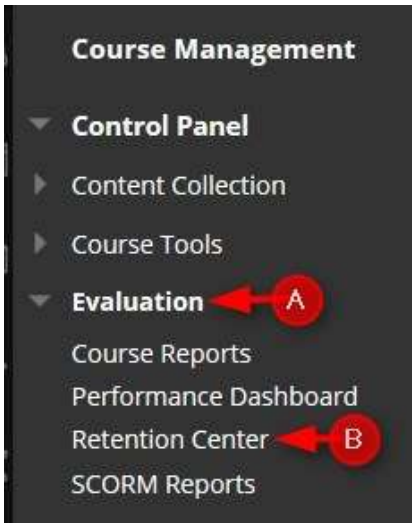 Course Management
Control Panel
Content Collection
Course Tools
Evaluation A
Course Reports
Performance Dashboard
Retention Center B
SCORM Reports